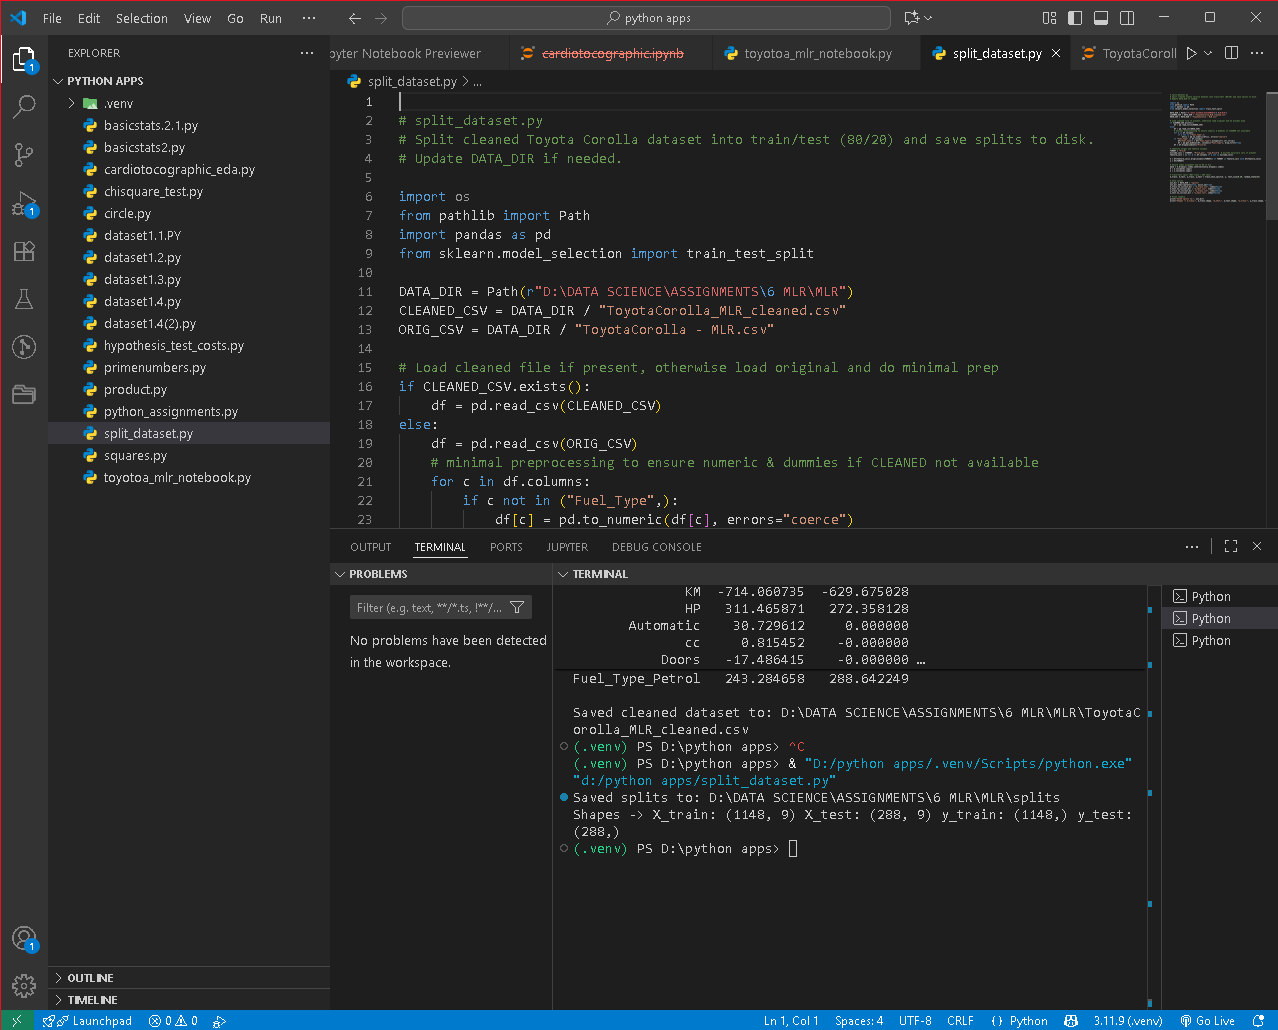 File Edit Selection View Go Run ··· python apps
EXPLORER ···
PYTHON APPS
.venv
basicstats.2.1.py
basicstats2.py
cardiotocographic_eda.py
chisquare_test.py
circle.py
dataset1.1.PY
dataset1.2.py
dataset1.3.py
dataset1.4.py
dataset1.4(2).py
hypothesis_test_costs.py
primenumbers.py
product.py
python_assignments.py
split_dataset.py
squares.py
toyotoa_mlr_notebook.py
OUTLINE
TIMELINE
1
1
1
pyter Notebook Previewer cardiotocographic.ipynb toyotoa_mlr_notebook.py split_dataset.py ToyotaCoroll ···
split_dataset.py > ...
1
2 # split_dataset.py
3 # Split cleaned Toyota Corolla dataset into train/test (80/20) and save splits to disk.
4 # Update DATA_DIR if needed.
5
6 import os
7 from pathlib import Path
8 import pandas as pd
9 from sklearn.model_selection import train_test_split
10
11 DATA_DIR = Path(r"D:\DATA SCIENCE\ASSIGNMENTS\6 MLR\MLR")
12 CLEANED_CSV = DATA_DIR / "ToyotaCorolla_MLR_cleaned.csv"
13 ORIG_CSV = DATA_DIR / "ToyotaCorolla - MLR.csv"
14
15 # Load cleaned file if present, otherwise load original and do minimal prep
16 if CLEANED_CSV.exists():
17 df = pd.read_csv(CLEANED_CSV)
18 else:
19 df = pd.read_csv(ORIG_CSV)
20 # minimal preprocessing to ensure numeric & dummies if CLEANED not available
21 for c in df.columns:
22 if c not in ("Fuel_Type",):
23 df[c] = pd.to_numeric(df[c], errors="coerce")
OUTPUT TERMINAL PORTS JUPYTER DEBUG CONSOLE ···
PROBLEMS
Filter (e.g. text, **/*.ts, !**/...
No problems have been detected
in the workspace.
TERMINAL
KM -714.060735 -629.675028
HP 311.465871 272.358128
Automatic 30.729612 0.000000
cc 0.815452 -0.000000
Doors -17.486415 -0.000000 …
Fuel_Type_Petrol 243.284658 288.642249
Saved cleaned dataset to: D:\DATA SCIENCE\ASSIGNMENTS\6 MLR\MLR\ToyotaC
orolla_MLR_cleaned.csv
(.venv) PS D:\python apps> ^C
(.venv) PS D:\python apps> & "D:/python apps/.venv/Scripts/python.exe"
"d:/python apps/split_dataset.py"
Saved splits to: D:\DATA SCIENCE\ASSIGNMENTS\6 MLR\MLR\splits
Shapes -> X_train: (1148, 9) X_test: (288, 9) y_train: (1148,) y_test:
(288,)
(.venv) PS D:\python apps>
Python
Python
Python
Launchpad 0 0 Ln 1, Col 1 Spaces: 4 UTF-8 CRLF {} Python 3.11.9 (.venv) Go Live